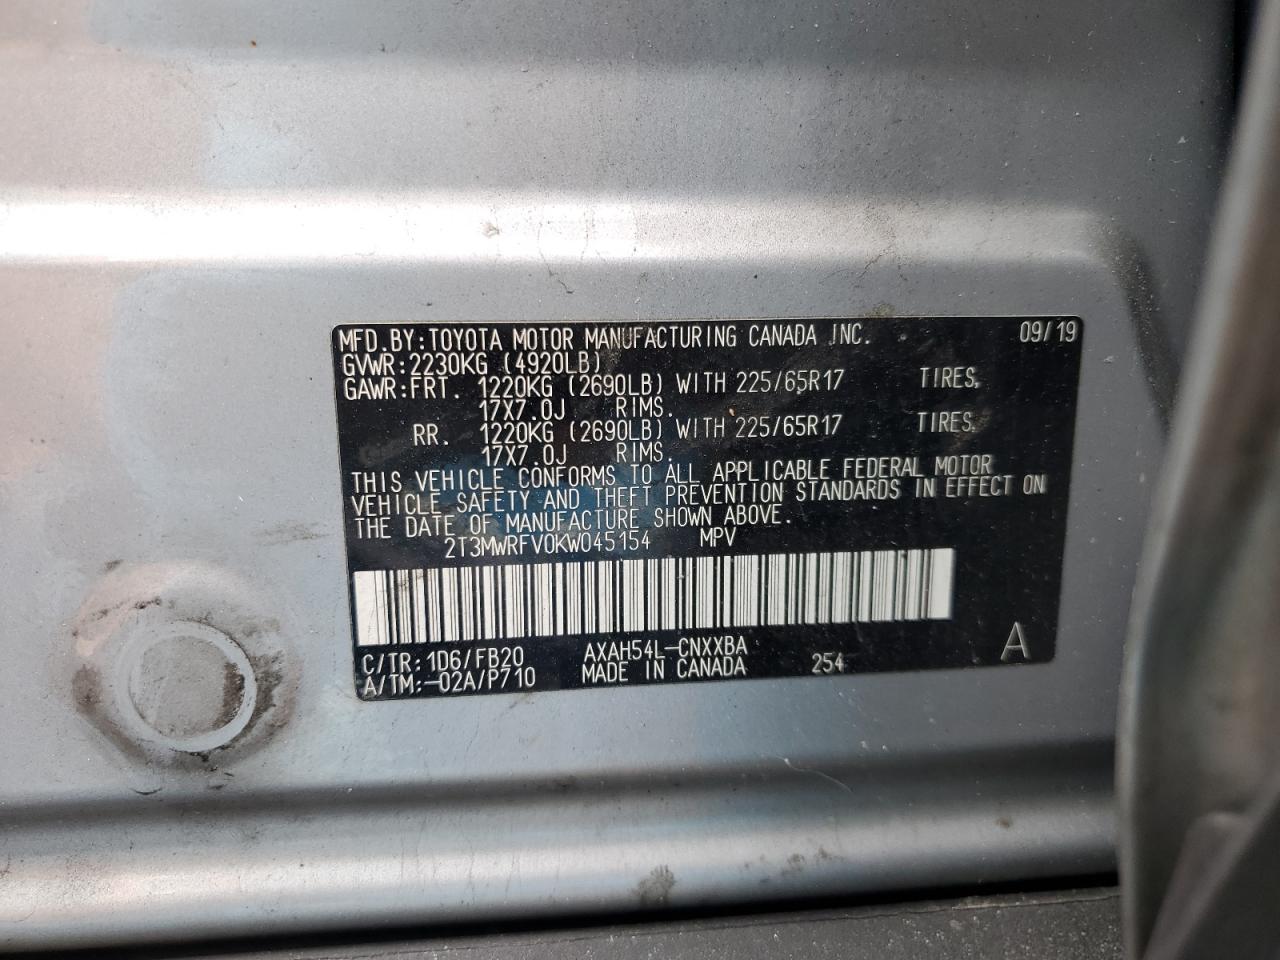 MFD.BY:TOYOTA MOTOR MANUFACTURING CANADA INC. 09/19
GVWR:2230KG (4920LB)
GAWR:FRT. 1220KG (2690LB) WITH 225/65R17 TIRES,
17X7.0J RIMS.
RR. 1220KG (2690LB) WITH 225/65R17 TIRES,
17X7.0J RIMS.
THIS VEHICLE CONFORMS TO ALL APPLICABLE FEDERAL MOTOR
VEHICLE SAFETY AND THEFT PREVENTION STANDARDS IN EFFECT ON
THE DATE OF MANUFACTURE SHOWN ABOVE.
2T3MWRFV0KW045154 MPV
C/TR:1D6/FB20 AXAH54L-CNXXBA
A/TM:-02A/P710 MADE IN CANADA 254 A